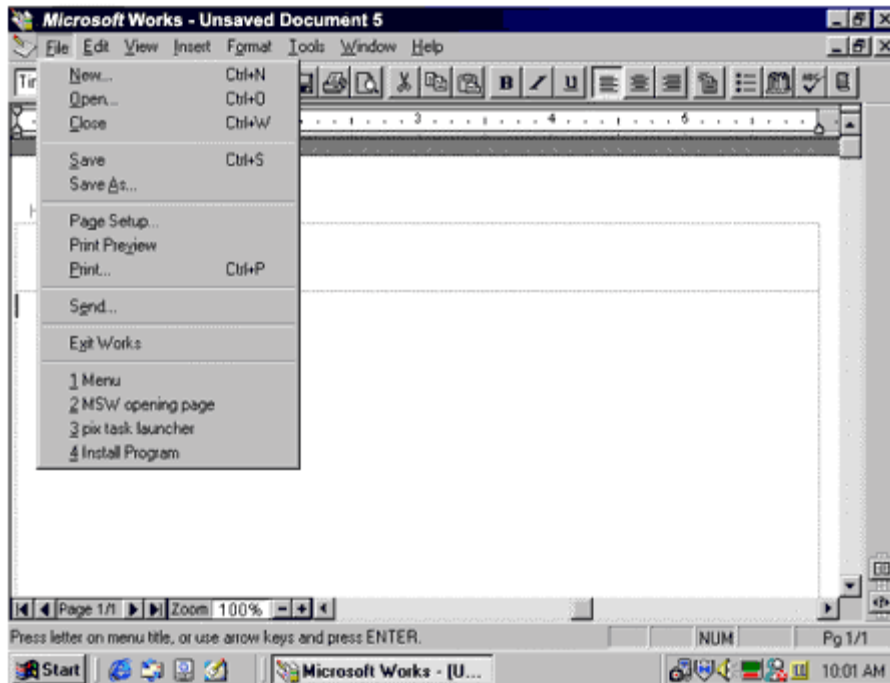 Microsoft Works - Unsaved Document 5
File Edit View Insert Format Tools Window Help
New... Ctrl+N
Open... Ctrl+O
Close Ctrl+W
Save Ctrl+S
Save As...
Page Setup...
Print Preview
Print... Ctrl+P
Send...
Exit Works
1 Menu
2 MSW opening page
3 pix task launcher
4 Install Program
B I U
3 4 6
Page 1/1 Zoom 100%
Press letter on menu title, or use arrow keys and press ENTER. NUM Pg 1/1
Start Microsoft Works - [U... 10:01 AM